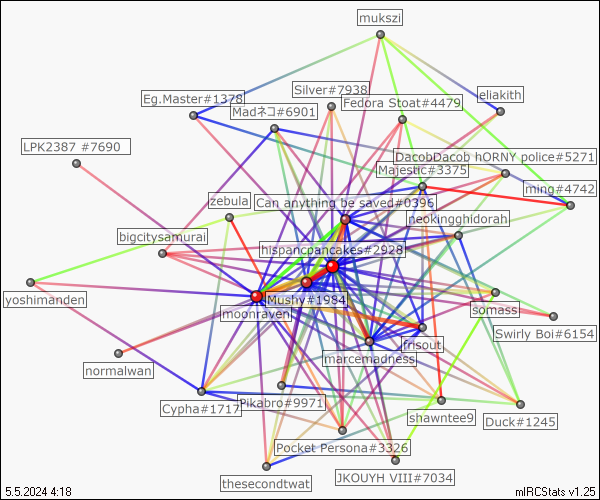 mukszi
eliakith
Silver#7938
Eg.Master#1378
Fedora Stoat#4479
Madネコ#6901
LPK2387 #7690
DacobDacob hORNY police#5271
Majestic#3375
ming#4742
zebula
Can anything be saved#0396
neokingghidorah
bigcitysamurai
hispancpancakes#2928
yoshimanden
Mushy#1984
moonraven
somass
Swirly Boi#6154
frisout
marcemadness
normalwan
Cypha#1717
Pikabro#9971
shawntee9
Duck#1245
Pocket Persona#3326
thesecondtwat
JKOUYH VIII#7034
5.5.2024 4:18
mIRCStats v1.25